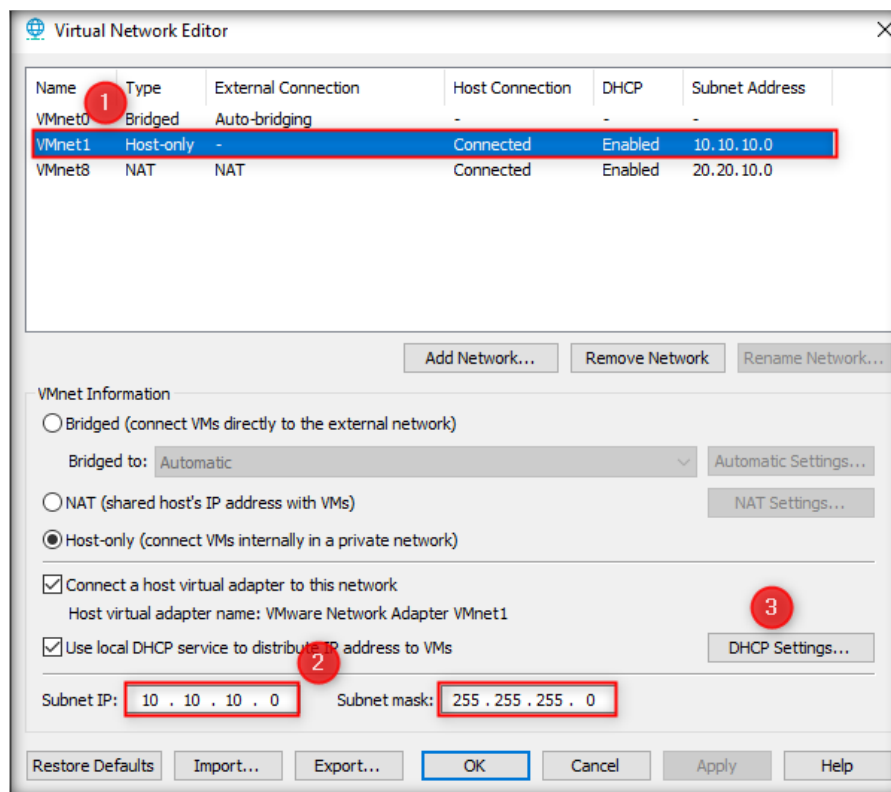 Virtual Network Editor
Name Type External Connection Host Connection DHCP Subnet Address
1
VMnet0 Bridged Auto-bridging - - -
VMnet1 Host-only - Connected Enabled 10.10.10.0
VMnet8 NAT NAT Connected Enabled 20.20.10.0
Add Network... Remove Network Rename Network...
VMnet Information
Bridged (connect VMs directly to the external network)
Bridged to: Automatic Automatic Settings...
NAT (shared host's IP address with VMs) NAT Settings...
Host-only (connect VMs internally in a private network)
Connect a host virtual adapter to this network
Host virtual adapter name: VMware Network Adapter VMnet1
3
Use local DHCP service to distribute IP address to VMs DHCP Settings...
2
Subnet IP: 10 . 10 . 10 . 0 Subnet mask: 255 . 255 . 255 . 0
Restore Defaults Import... Export... OK Cancel Apply Help